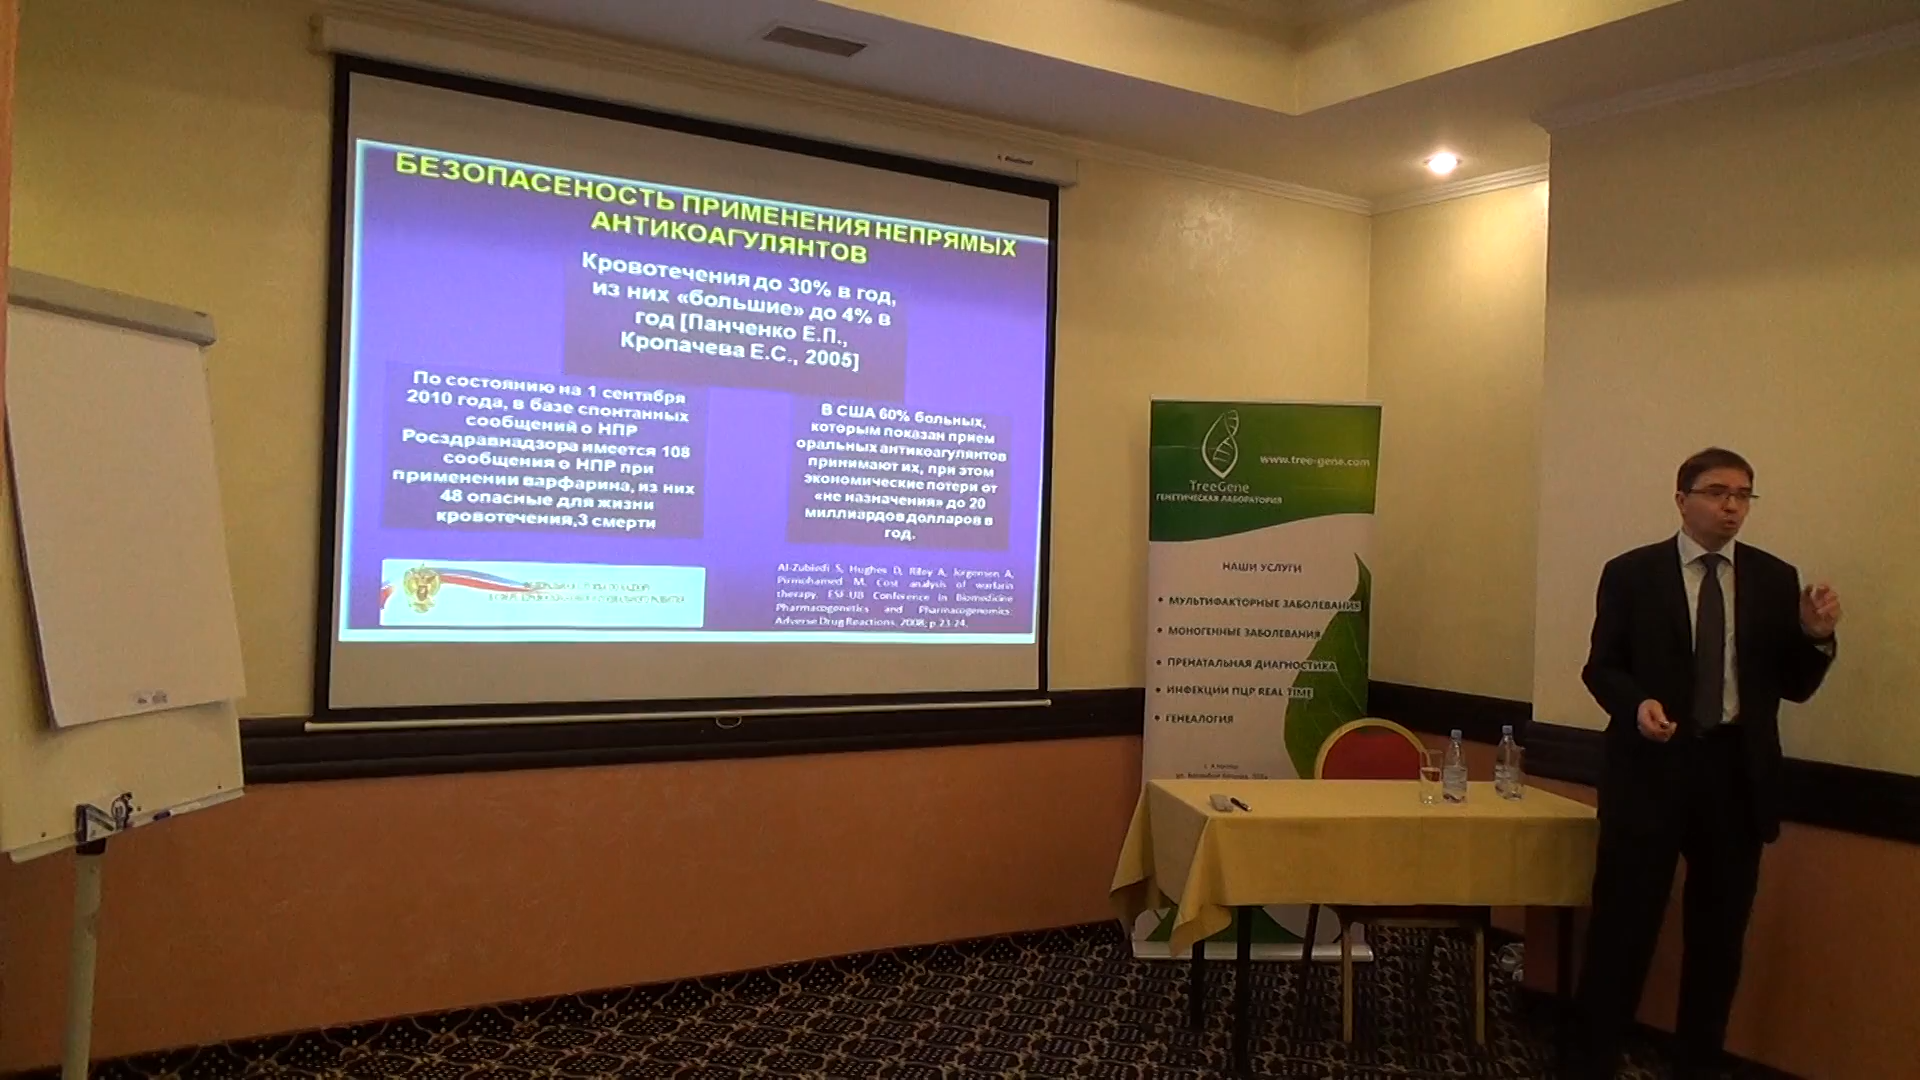 БЕЗОПАСЕНОСТЬ ПРИМЕНЕНИЯ НЕПРЯМЫХ
АНТИКОАГУЛЯНТОВ
Кровотечения до 30% в год,
из них «большие» до 4% в
год [Панченко Е.П.,
Кропачева Е.С., 2005]
По состоянию на 1 сентября
2010 года, в базе спонтанных
сообщений о НПР
Росздравнадзора имеется 108
сообщения о НПР при
применении варфарина, из них
48 опасные для жизни
кровотечения,3 смерти
В США 60% больных,
которым показан прием
оральных антикоагулянтов
принимают их, при этом
экономические потери от
«не назначения» до 20
миллиардов долларов в
год.
Al-Zubiedi S, Hughes D, Riley A, Jorgensen A,
Pirmohamed M. Cost analysis of warfarin
therapy. ESF-UB Conference in Biomedicine
Pharmacogenetics and Pharmacogenomics:
Adverse Drug Reactions. 2008; p.23-24.
www.tree-gene.com
TreeGene
ГЕНЕТИЧЕСКАЯ ЛАБОРАТОРИЯ
НАШИ УСЛУГИ
• МУЛЬТИФАКТОРНЫЕ ЗАБОЛЕВАНИЯ
• МОНОГЕННЫЕ ЗАБОЛЕВАНИЯ
• ПРЕНАТАЛЬНАЯ ДИАГНОСТИКА
• ИНФЕКЦИИ ПЦР REAL TIME
• ГЕНЕАЛОГИЯ